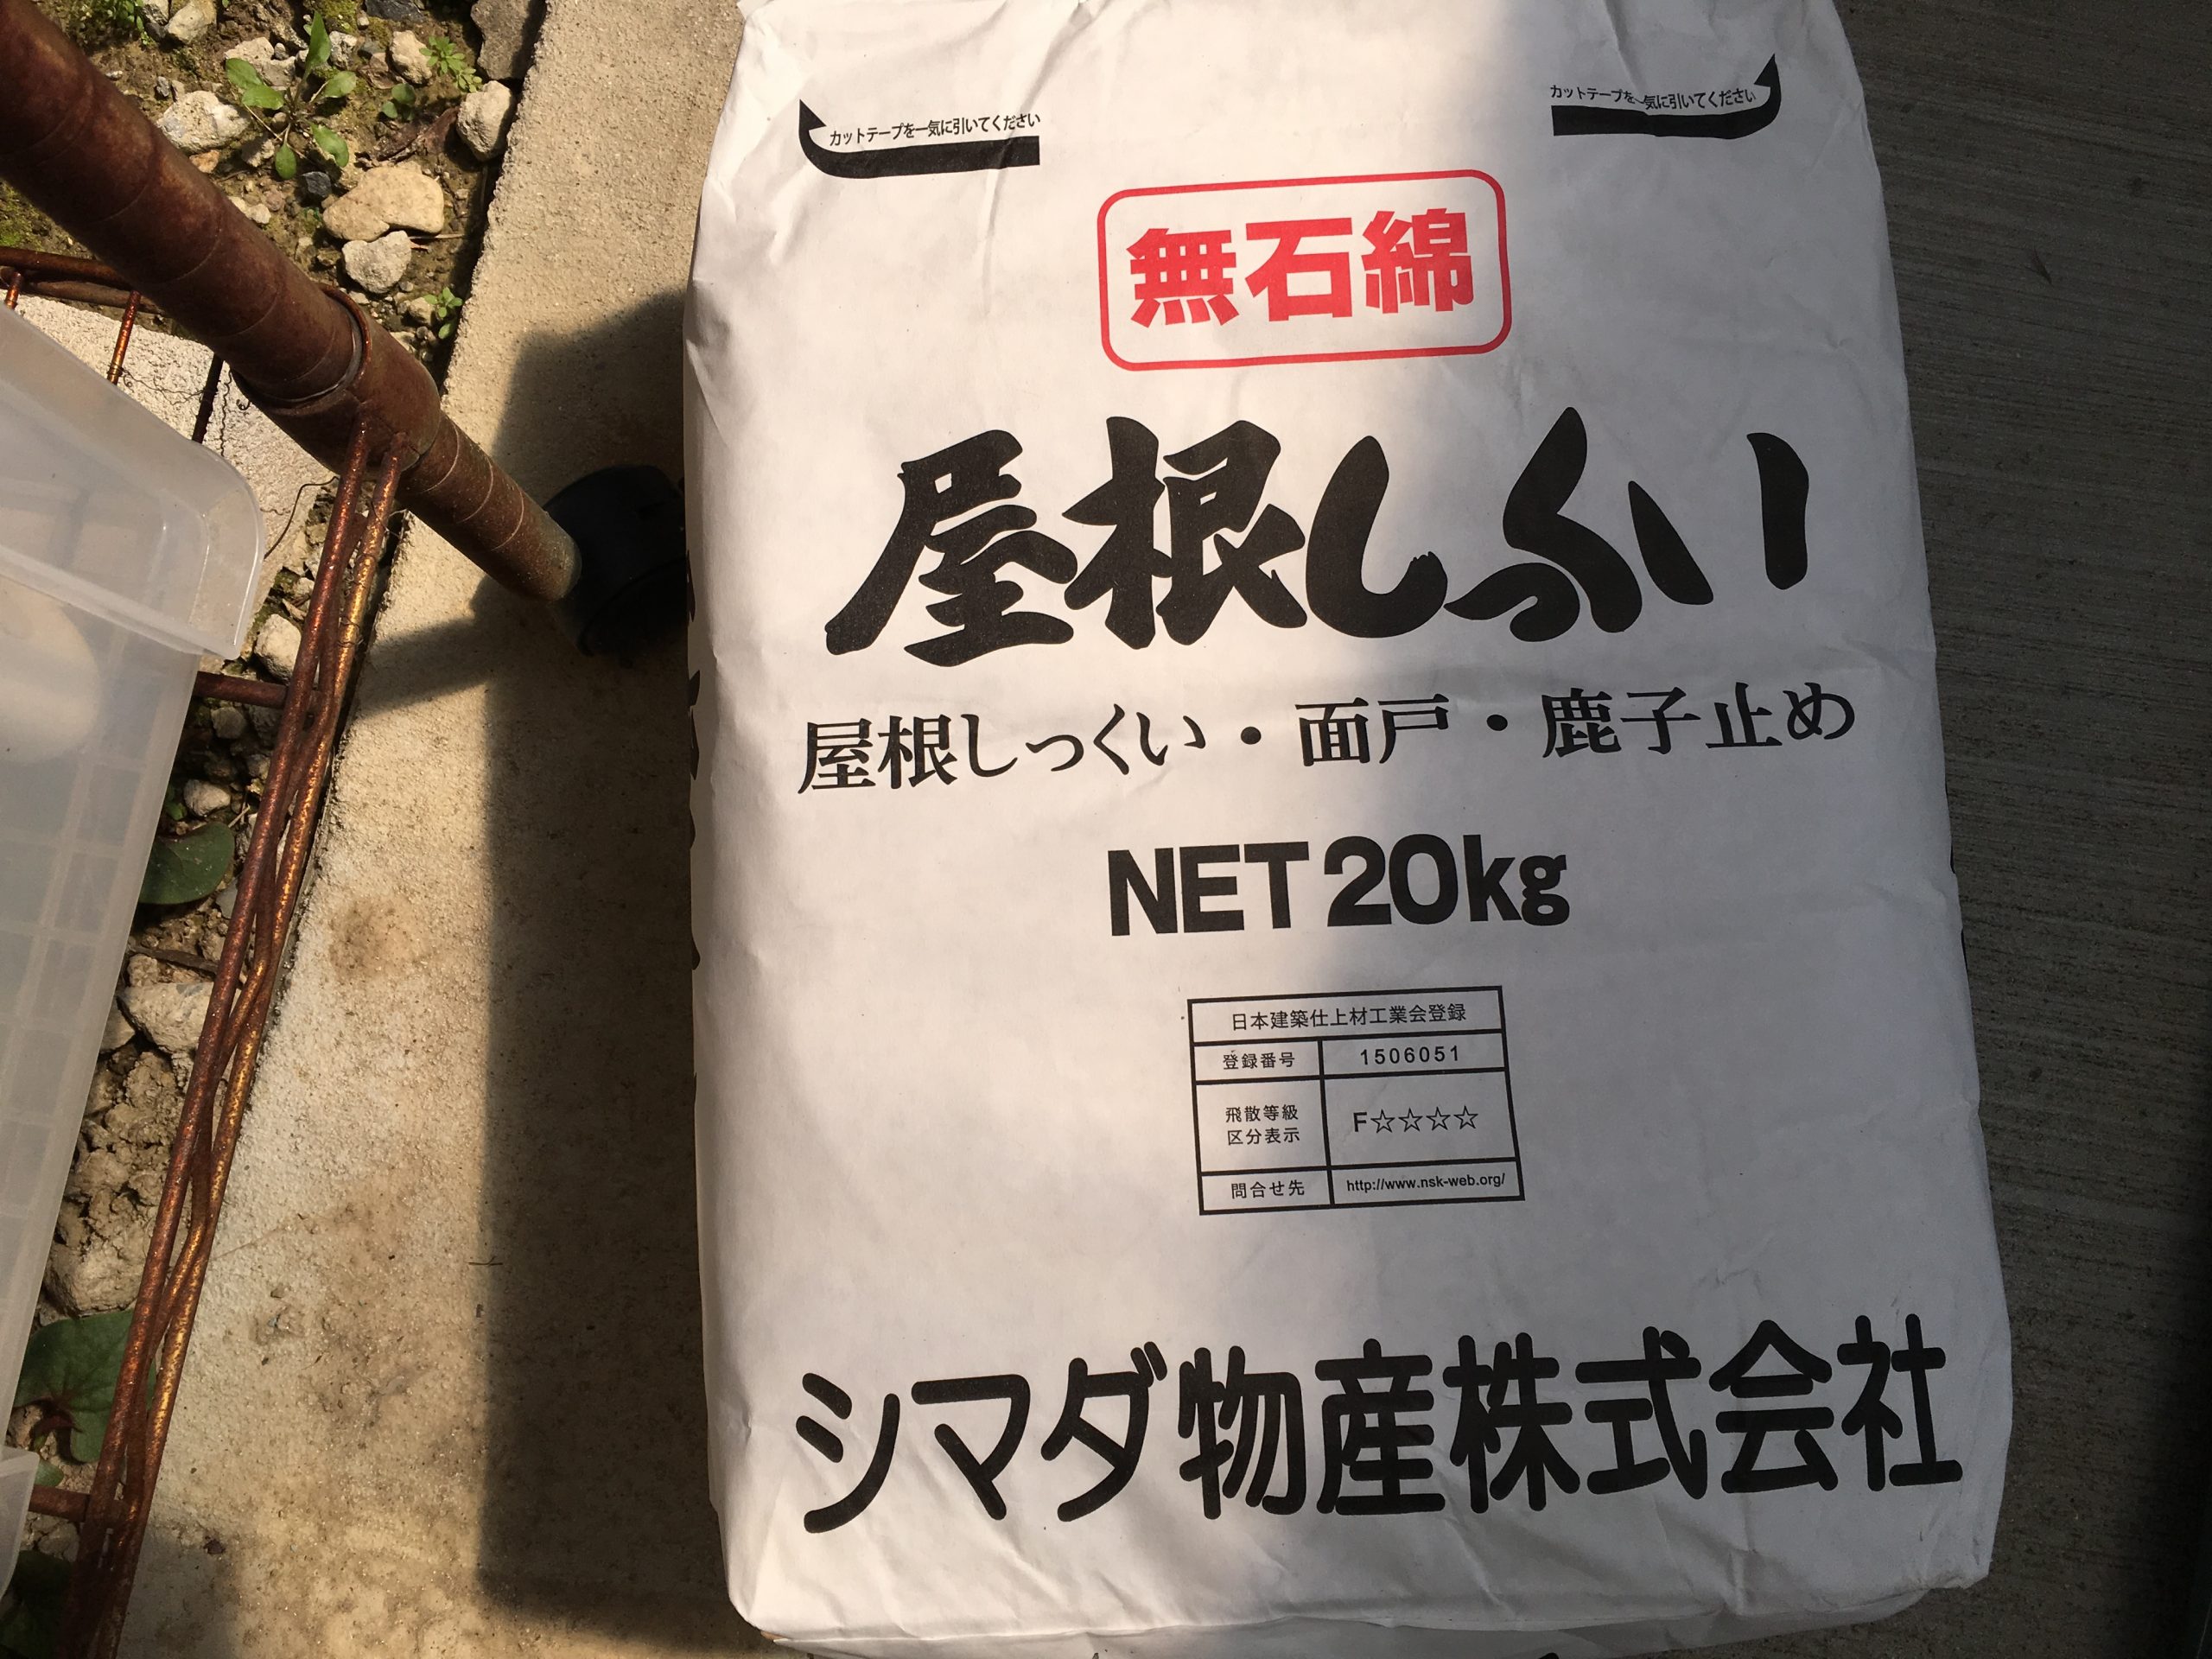 カットテープを一気に引いてください
カットテープを一気に引いてください
無石綿
屋根しっくい
屋根しっくい・面戸・鹿子止め
NET20kg
日本建築仕上材工業会登録
登録番号 1506051
飛散等級
区分表示 F☆☆☆☆
問合せ先 http://www.nsk-web.org/
シマダ物産株式会社